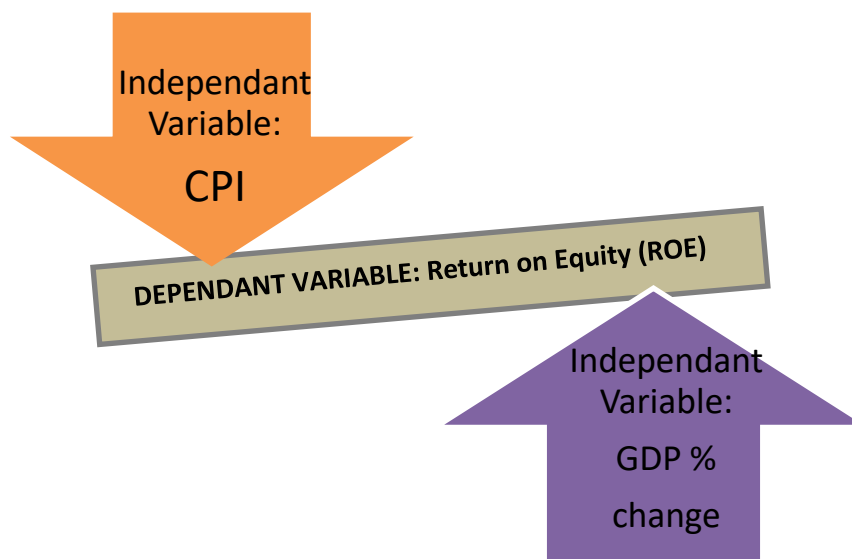 Independant
Variable:
CPI
DEPENDANT VARIABLE: Return on Equity (ROE)
Independant
Variable:
GDP %
change